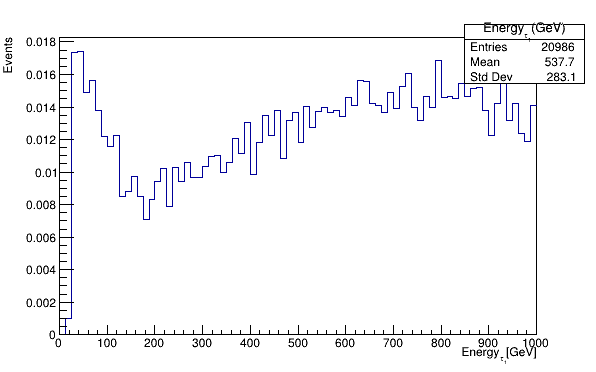 Energy_τ₁ (GeV)
Entries 20986
Mean 537.7
Std Dev 283.1
Events
0.018
0.016
0.014
0.012
0.01
0.008
0.006
0.004
0.002
0
0 100 200 300 400 500 600 700 800 900 1000
Energy_τ₁ [GeV]